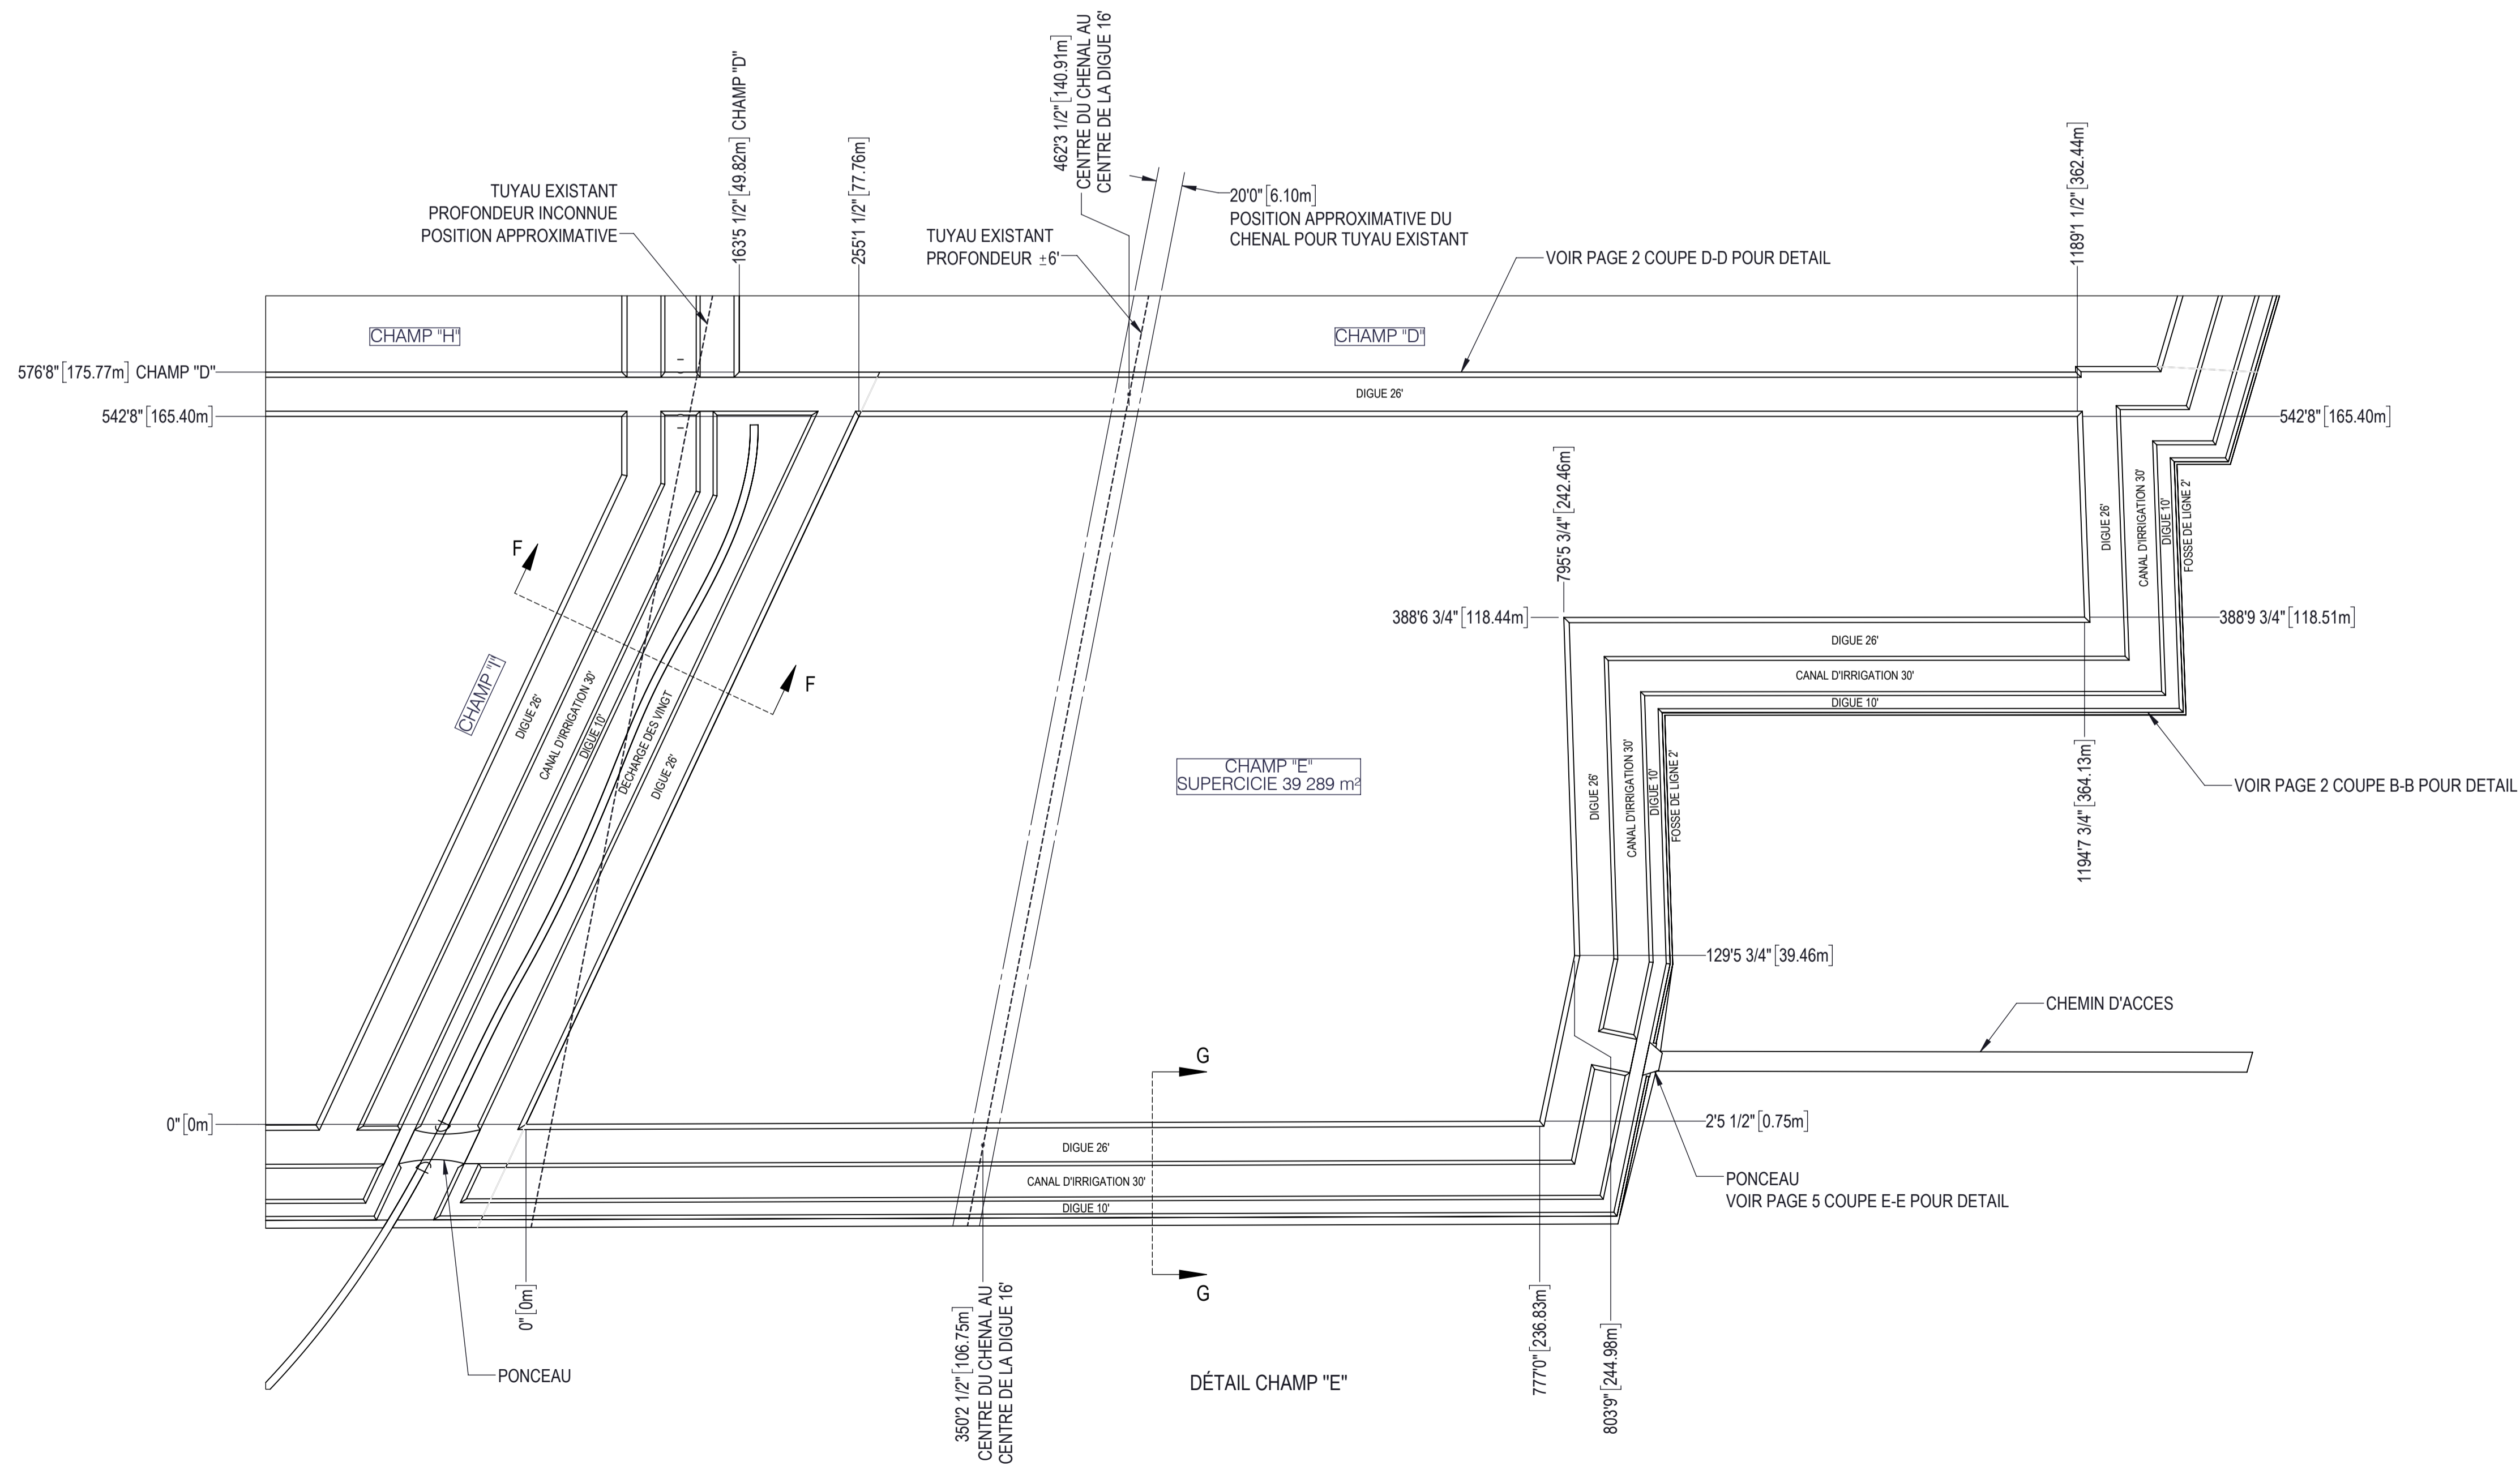 163'5 1/2" [49.82m] CHAMP "D"
255'1 1/2" [77.76m]
462'3 1/2" [140.91m]
CENTRE DU CHENAL AU
CENTRE DE LA DIGUE 16'
1189'1 1/2" [362.44m]
TUYAU EXISTANT
PROFONDEUR INCONNUE
POSITION APPROXIMATIVE
TUYAU EXISTANT
PROFONDEUR ±6'
20'0" [6.10m]
POSITION APPROXIMATIVE DU
CHENAL POUR TUYAU EXISTANT
VOIR PAGE 2 COUPE D-D POUR DETAIL
CHAMP "H"
CHAMP "D"
576'8" [175.77m] CHAMP "D"
DIGUE 26'
542'8" [165.40m]
542'8" [165.40m]
795'5 3/4" [242.46m]
DIGUE 26'
CANAL D'IRRIGATION 30'
DIGUE 10'
FOSSE DE LIGNE 2'
F
F
388'6 3/4" [118.44m]
388'9 3/4" [118.51m]
DIGUE 26'
CANAL D'IRRIGATION 30'
DIGUE 10'
CHAMP "I"
DIGUE 26'
CANAL D'IRRIGATION 30'
DIGUE 10'
DECHARGE DES VINGT
DIGUE 26'
CHAMP "E"
SUPERCICIE 39 289 m²
DIGUE 26'
CANAL D'IRRIGATION 30'
DIGUE 10'
FOSSE DE LIGNE 2'
1194'7 3/4" [364.13m]
VOIR PAGE 2 COUPE B-B POUR DETAIL
129'5 3/4" [39.46m]
CHEMIN D'ACCES
G
0" [0m]
2'5 1/2" [0.75m]
DIGUE 26'
CANAL D'IRRIGATION 30'
DIGUE 10'
PONCEAU
VOIR PAGE 5 COUPE E-E POUR DETAIL
G
0" [0m]
350'2 1/2" [106.75m]
CENTRE DU CHENAL AU
CENTRE DE LA DIGUE 16'
777'0" [236.83m]
803'9" [244.98m]
PONCEAU
DÉTAIL CHAMP "E"